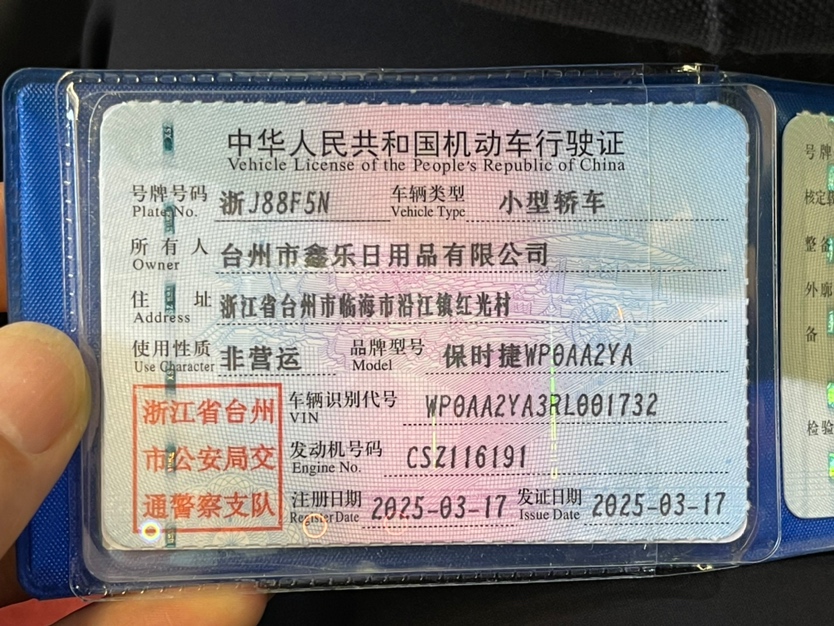 中华人民共和国机动车行驶证
Vehicle License of the People's Republic of China
号牌号码 浙J88F5N 车辆类型 小型轿车
Plate No. Vehicle Type
所有人 台州市鑫乐日用品有限公司
Owner
住址 浙江省台州市临海市沿江镇红光村
Address
使用性质 非营运 品牌型号 保时捷WP0AA2YA
Use Character Model
浙江省台州
市公安局交
通警察支队
车辆识别代号 WP0AA2YA3RL001732
VIN
发动机号码 CSZ116191
Engine No.
注册日期 2025-03-17 发证日期 2025-03-17
Register Date Issue Date
号牌
核定
整备
外廓
备
检验